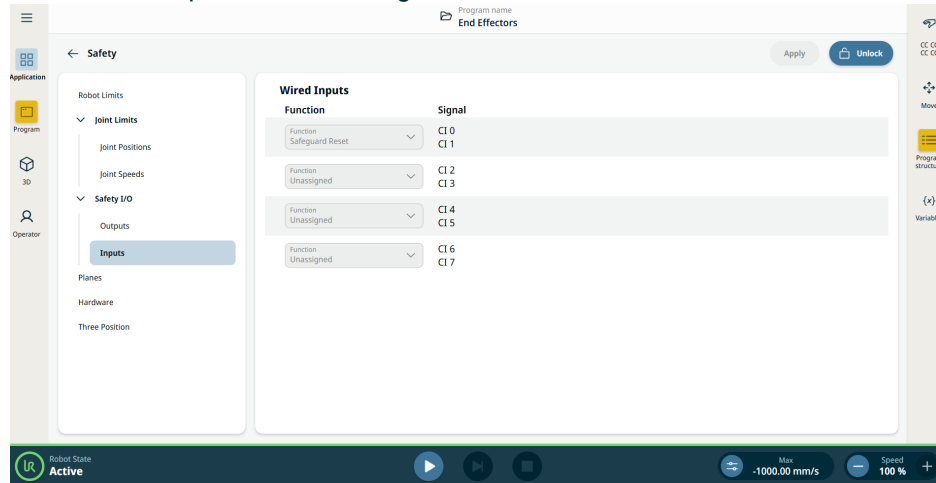 Program name
End Effectors
Safety
Apply
Unlock
Application
Program
3D
Operator
Robot Limits
Joint Limits
Joint Positions
Joint Speeds
Safety I/O
Outputs
Inputs
Planes
Hardware
Three Position
Wired Inputs
Function Signal
Function
Safeguard Reset
CI 0
CI 1
Function
Unassigned
CI 2
CI 3
Function
Unassigned
CI 4
CI 5
Function
Unassigned
CI 6
CI 7
Move
{x}
UR
Robot State
Active
Max
-1000.00 mm/s
Speed
100 %